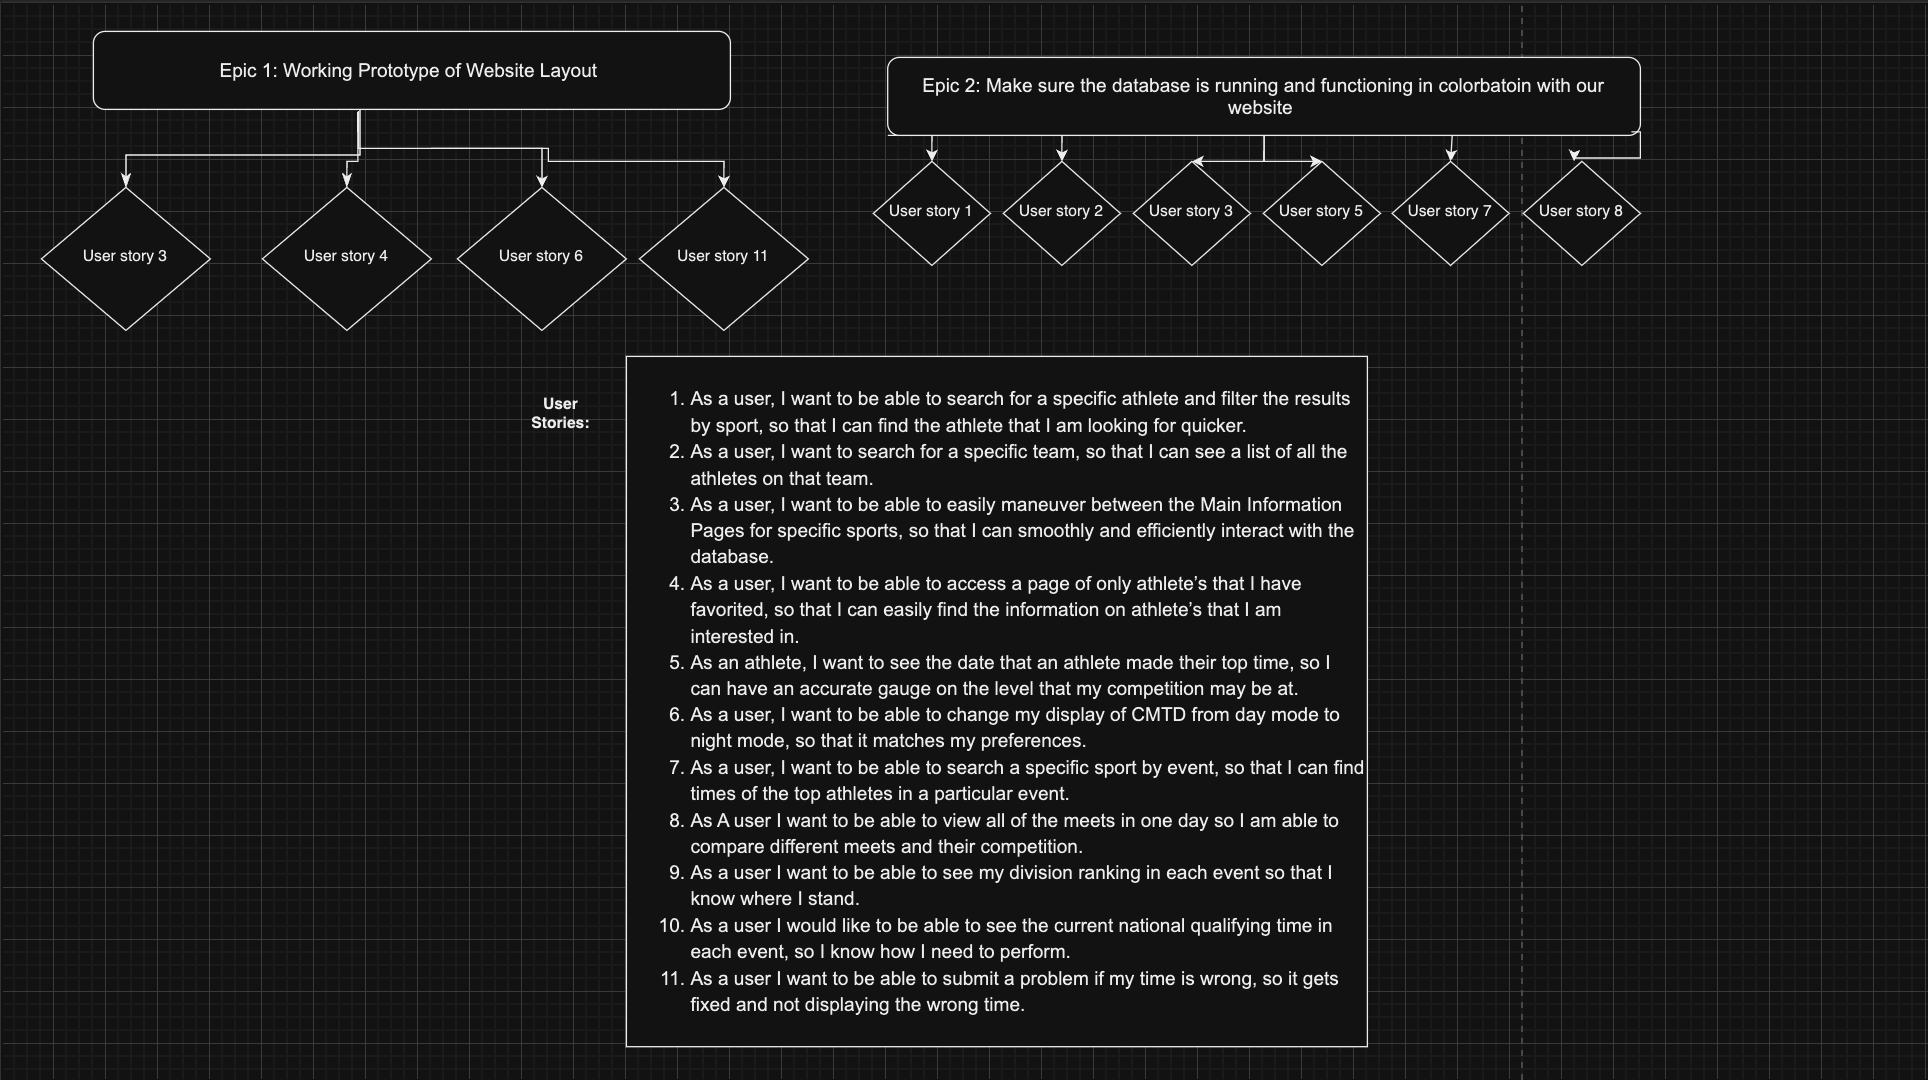 Epic 1: Working Prototype of Website Layout
User story 3
User story 4
User story 6
User story 11
Epic 2: Make sure the database is running and functioning in colorbatoin with our
website
User story 1
User story 2
User story 3
User story 5
User story 7
User story 8
User
Stories:
1. As a user, I want to be able to search for a specific athlete and filter the results
by sport, so that I can find the athlete that I am looking for quicker.
2. As a user, I want to search for a specific team, so that I can see a list of all the
athletes on that team.
3. As a user, I want to be able to easily maneuver between the Main Information
Pages for specific sports, so that I can smoothly and efficiently interact with the
database.
4. As a user, I want to be able to access a page of only athlete’s that I have
favorited, so that I can easily find the information on athlete’s that I am
interested in.
5. As an athlete, I want to see the date that an athlete made their top time, so I
can have an accurate gauge on the level that my competition may be at.
6. As a user, I want to be able to change my display of CMTD from day mode to
night mode, so that it matches my preferences.
7. As a user, I want to be able to search a specific sport by event, so that I can find
times of the top athletes in a particular event.
8. As A user I want to be able to view all of the meets in one day so I am able to
compare different meets and their competition.
9. As a user I want to be able to see my division ranking in each event so that I
know where I stand.
10. As a user I would like to be able to see the current national qualifying time in
each event, so I know how I need to perform.
11. As a user I want to be able to submit a problem if my time is wrong, so it gets
fixed and not displaying the wrong time.